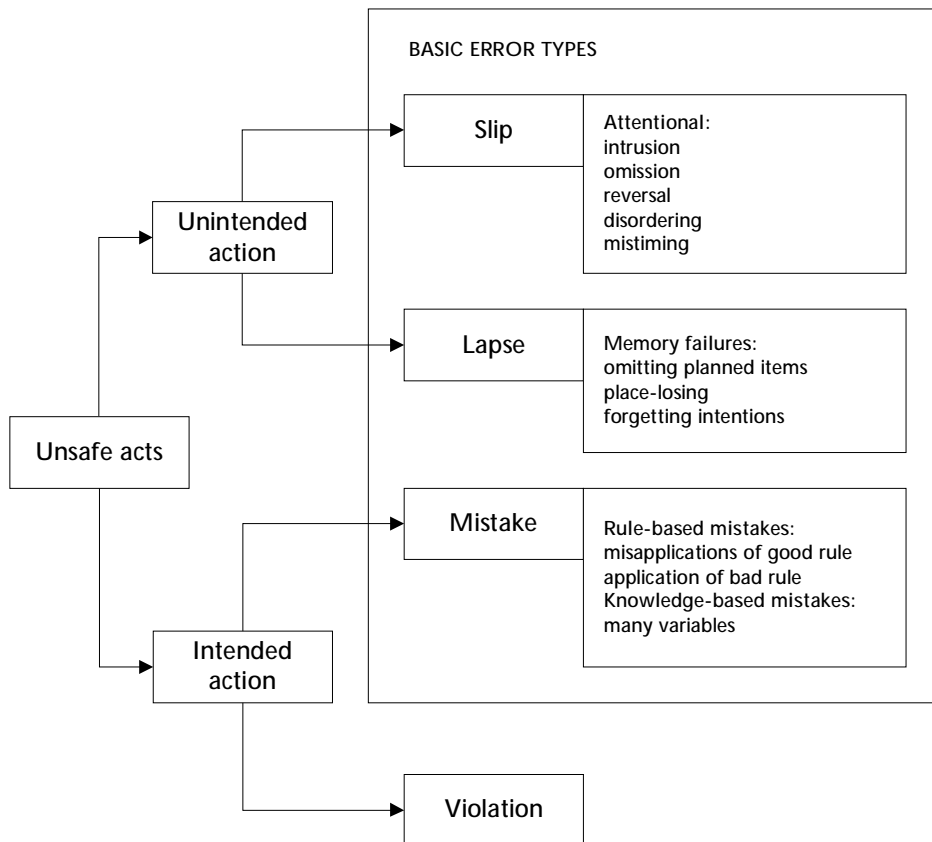 BASIC ERROR TYPES
Slip
Attentional:
intrusion
omission
reversal
disordering
mistiming
Unintended
action
Lapse
Memory failures:
omitting planned items
place-losing
forgetting intentions
Unsafe acts
Mistake
Rule-based mistakes:
misapplications of good rule
application of bad rule
Knowledge-based mistakes:
many variables
Intended
action
Violation